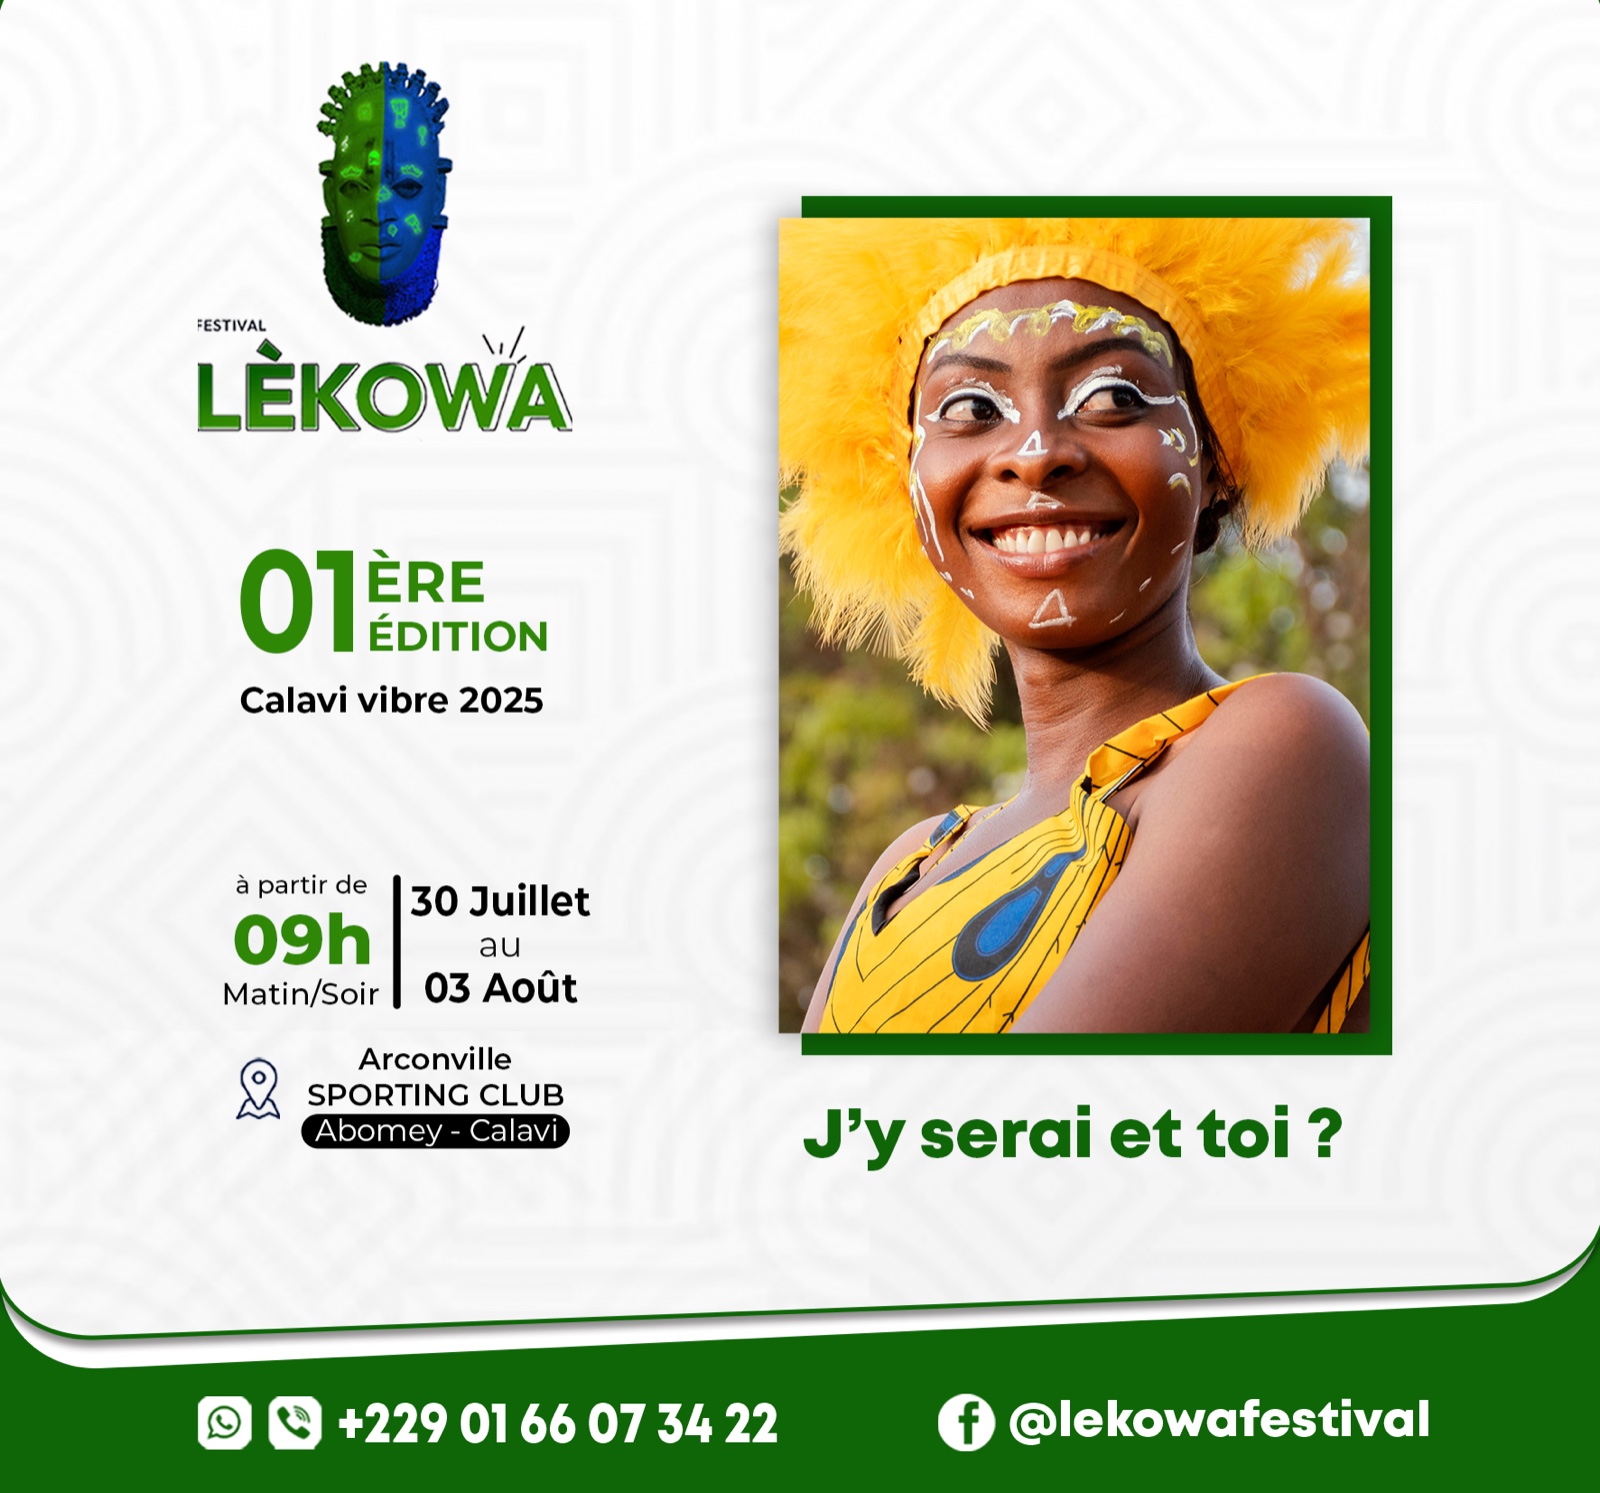 FESTIVAL
LÈKOWA
01ÈRE
ÉDITION
Calavi vibre 2025
à partir de
09h
Matin/Soir
30 Juillet
au
03 Août
Arconville
SPORTING CLUB
Abomey - Calavi
J’y serai et toi ?
+229 01 66 07 34 22
@lekowafestival